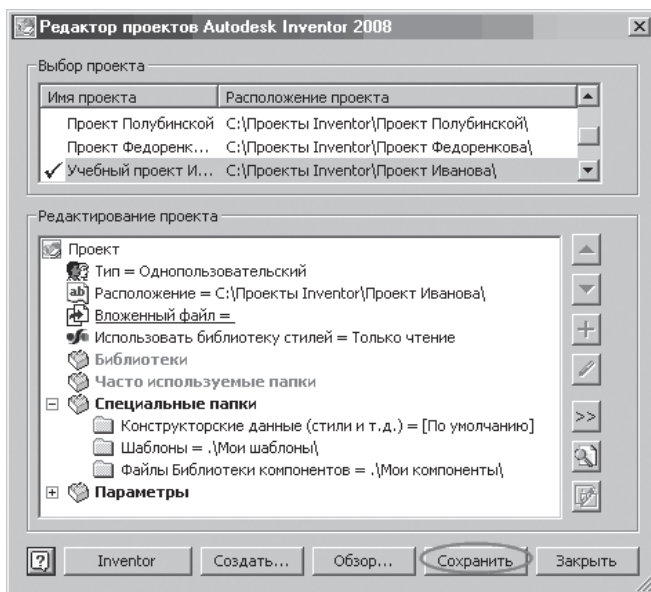 Редактор проектов Autodesk Inventor 2008
Выбор проекта
Имя проекта Расположение проекта
Проект Полубинской C:\Проекты Inventor\Проект Полубинской\
Проект Федоренк... C:\Проекты Inventor\Проект Федоренкова\
Учебный проект И... C:\Проекты Inventor\Проект Иванова\
Редактирование проекта
Проект
Тип = Однопользовательский
Расположение = C:\Проекты Inventor\Проект Иванова\
Вложенный файл =
Использовать библиотеку стилей = Только чтение
Библиотеки
Часто используемые папки
Специальные папки
Конструкторские данные (стили и т.д.) = [По умолчанию]
Шаблоны = .\Мои шаблоны\
Файлы Библиотеки компонентов = .\Мои компоненты\
Параметры
>>
Inventor Создать... Обзор... Сохранить Закрыть